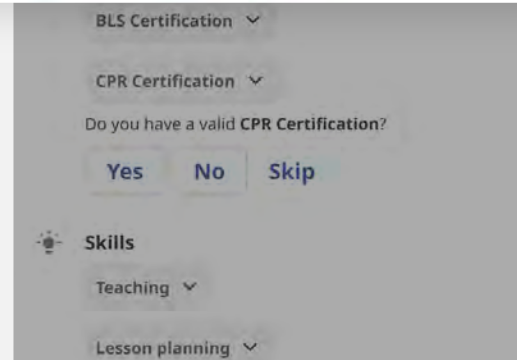 BLS Certification
CPR Certification
Do you have a valid CPR Certification?
Yes No Skip
Skills
Teaching
Lesson planning